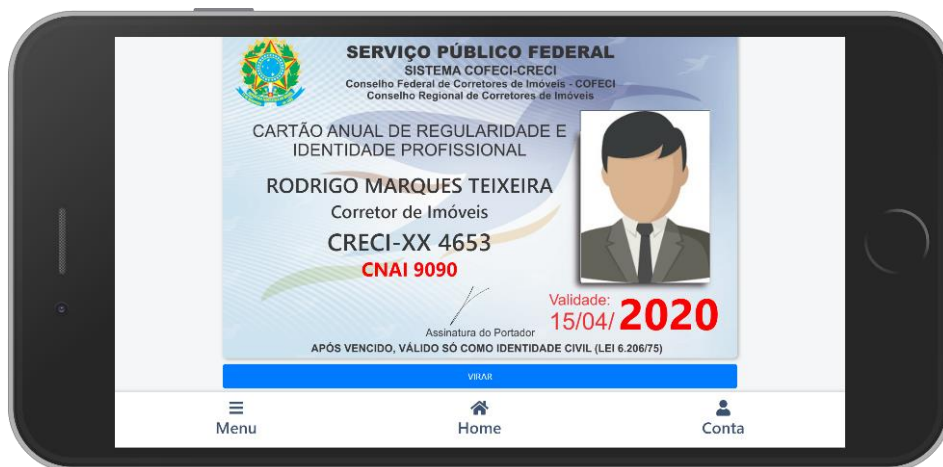 SERVIÇO PÚBLICO FEDERAL
SISTEMA COFECI-CRECI
Conselho Federal de Corretores de Imóveis - COFECI
Conselho Regional de Corretores de Imóveis
CARTÃO ANUAL DE REGULARIDADE E
IDENTIDADE PROFISSIONAL
RODRIGO MARQUES TEIXEIRA
Corretor de Imóveis
CRECI-XX 4653
CNAI 9090
Validade:
15/04/ 2020
Assinatura do Portador
APÓS VENCIDO, VÁLIDO SÓ COMO IDENTIDADE CIVIL (LEI 6.206/75)
VIRAR
Menu
Home
Conta